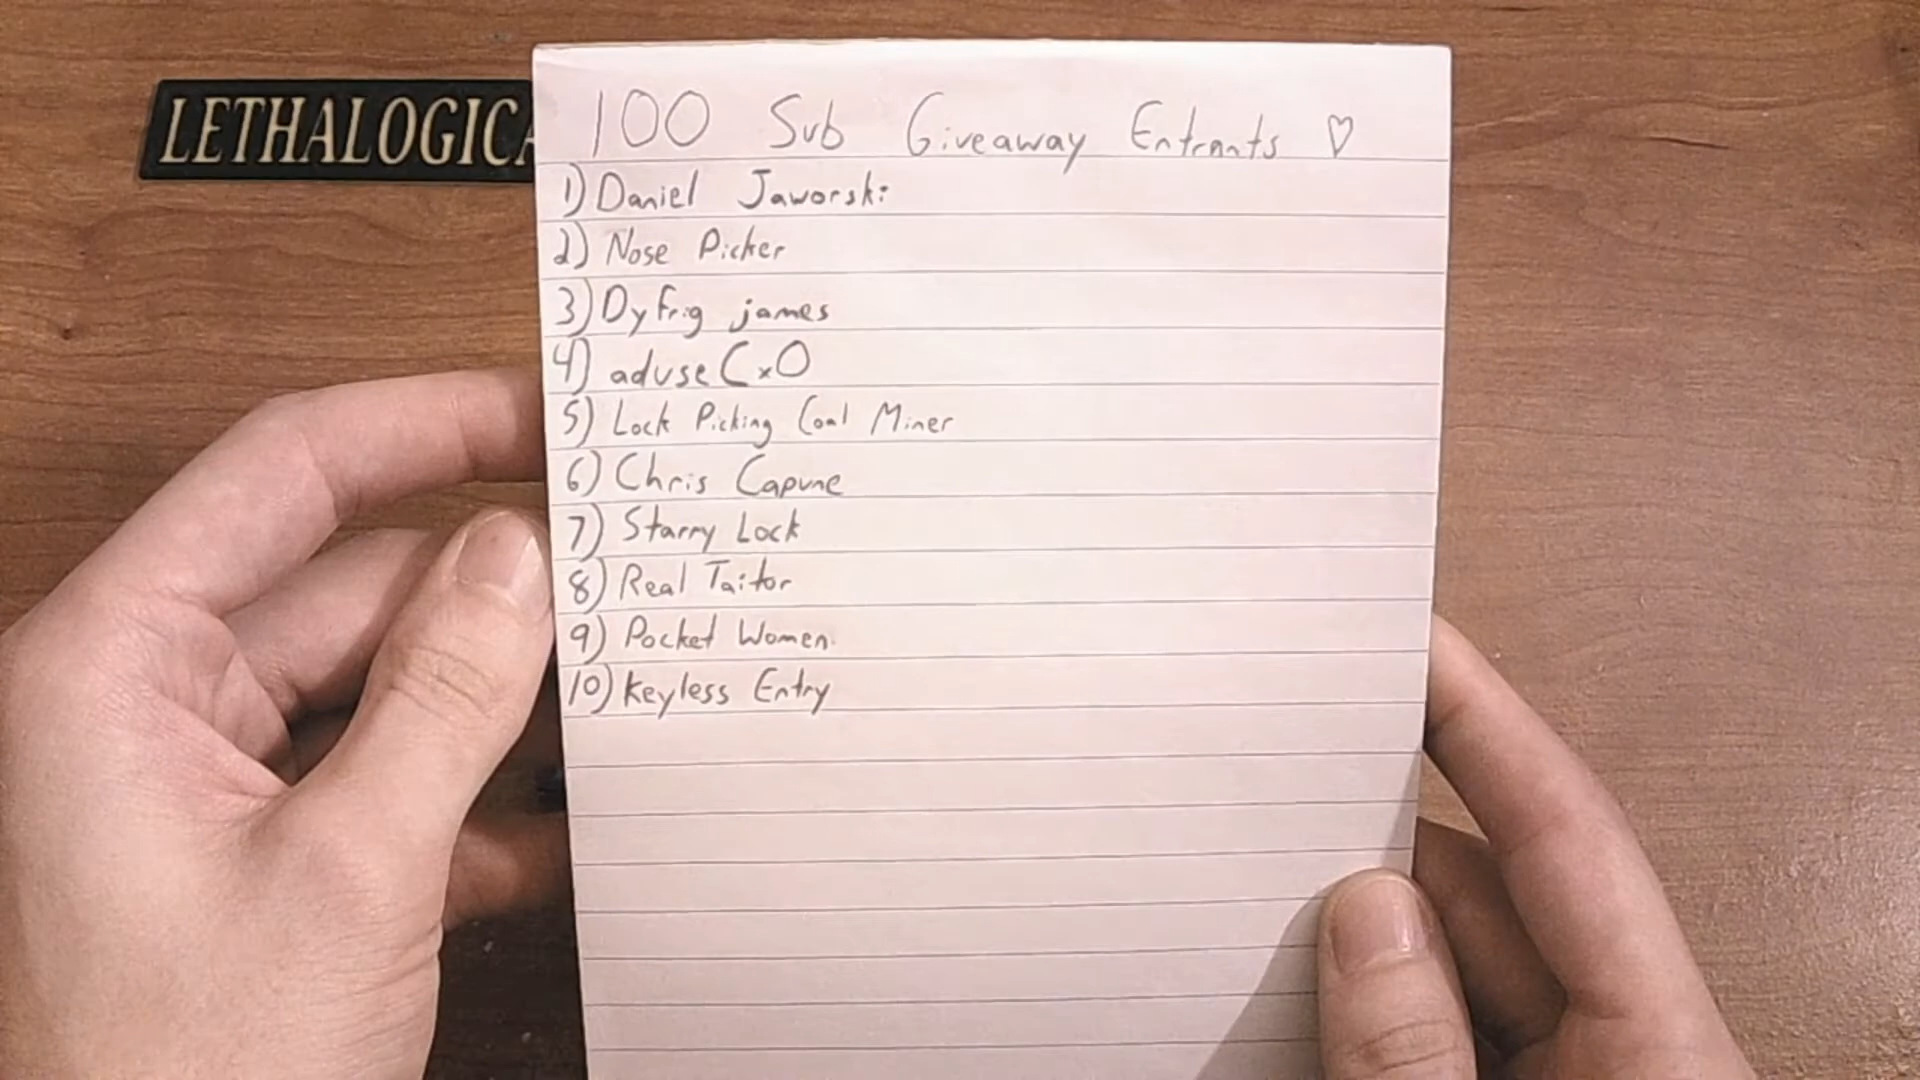 LETHALOGICA
100 Sub Giveaway Entrants ♡
1) Daniel Jaworski
2) Nose Picker
3) Dyfrig james
4) aduseCxO
5) Lock Picking Coal Miner
6) Chris Capune
7) Starry Lock
8) Real Taitor
9) Pocket Women
10) Keyless Entry